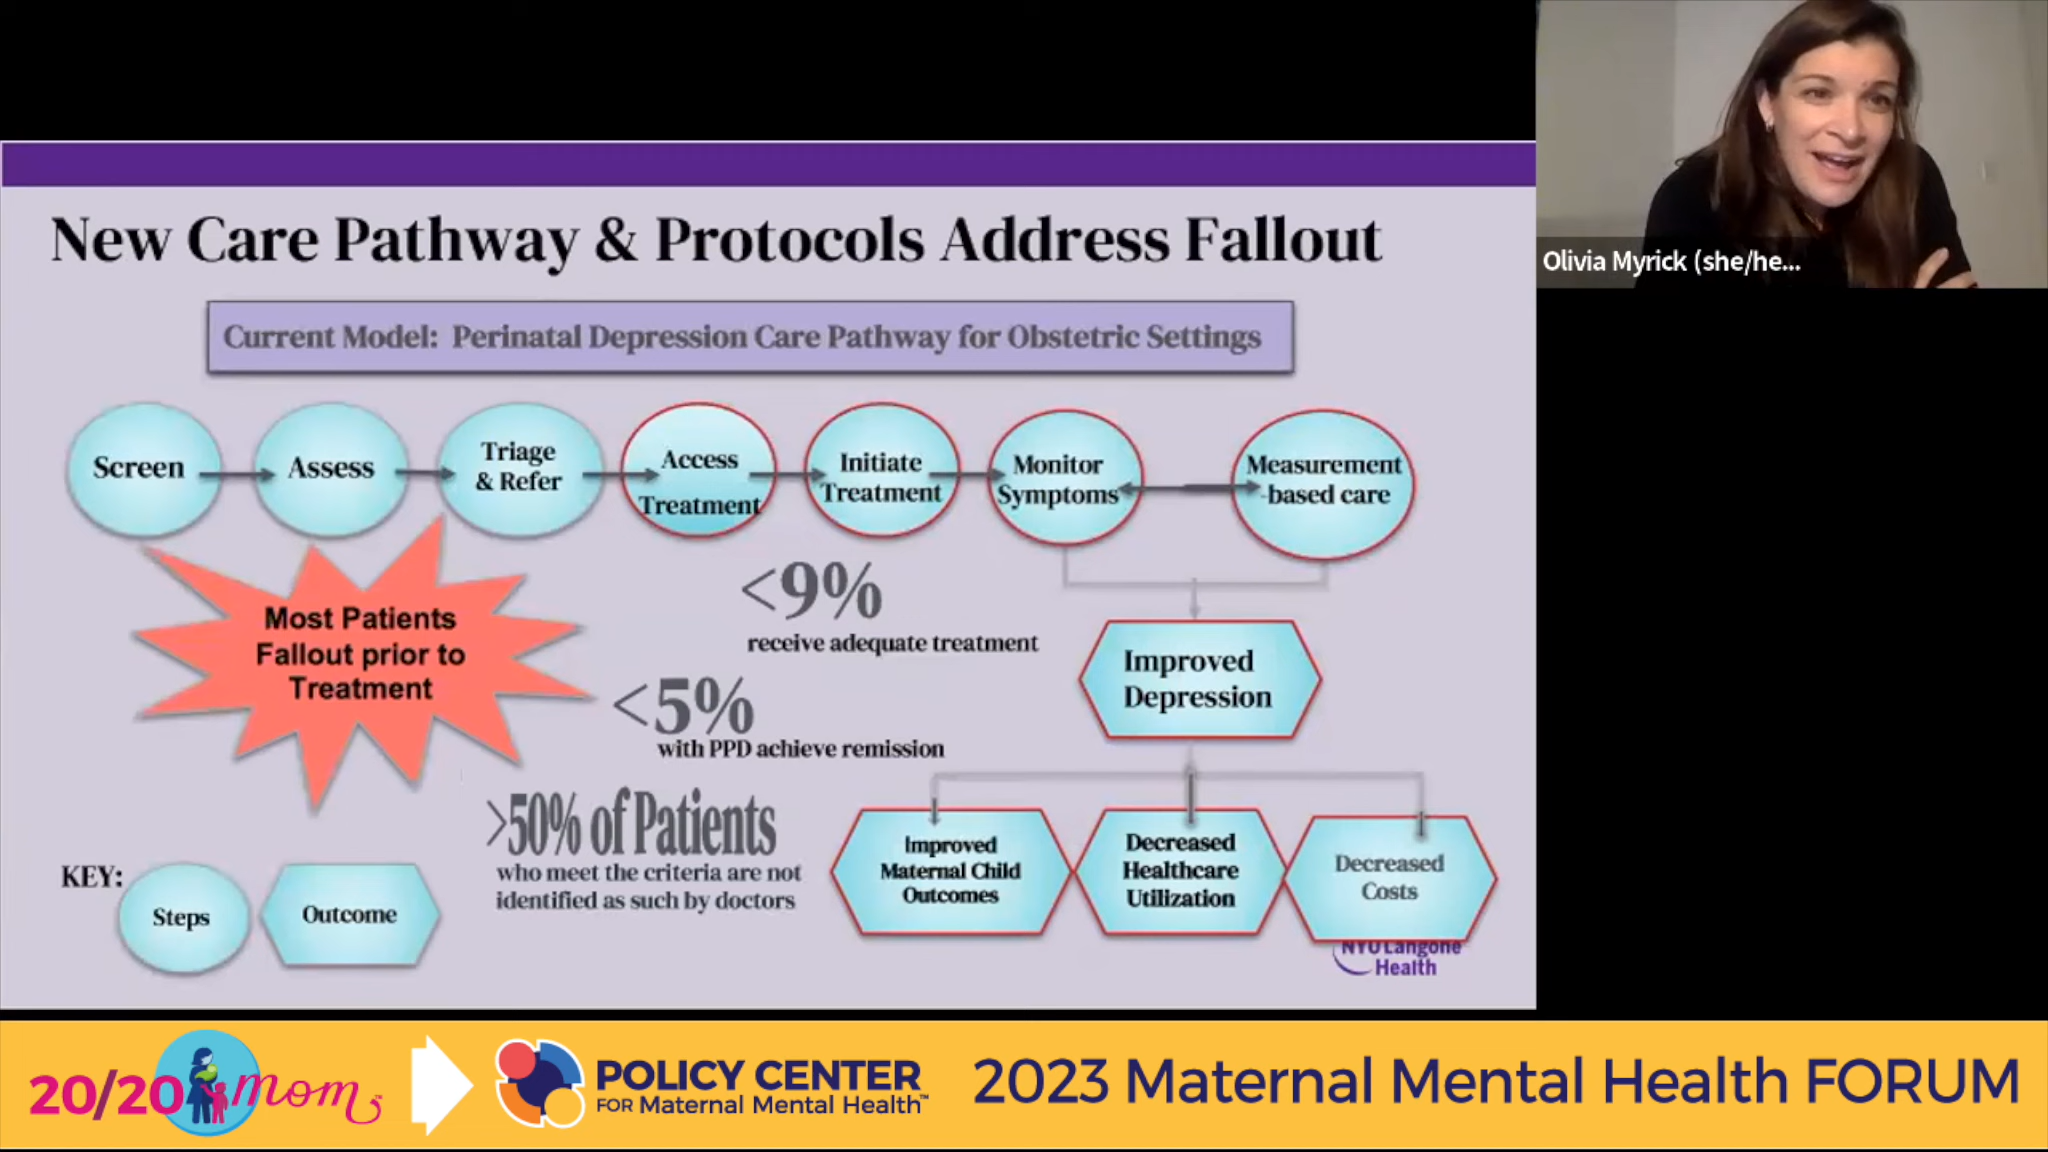 Olivia Myrick (she/he...
New Care Pathway & Protocols Address Fallout
Current Model: Perinatal Depression Care Pathway for Obstetric Settings
Screen
Assess
Triage
& Refer
Access
Treatment
Initiate
Treatment
Monitor
Symptoms
Measurement
-based care
Most Patients
Fallout prior to
Treatment
<9%
receive adequate treatment
<5%
with PPD achieve remission
>50% of Patients
who meet the criteria are not
identified as such by doctors
Improved
Depression
Improved
Maternal Child
Outcomes
Decreased
Healthcare
Utilization
Decreased
Costs
KEY:
Steps
Outcome
NYU Langone
Health
20/20 mom™
POLICY CENTER
FOR Maternal Mental Health™
2023 Maternal Mental Health FORUM